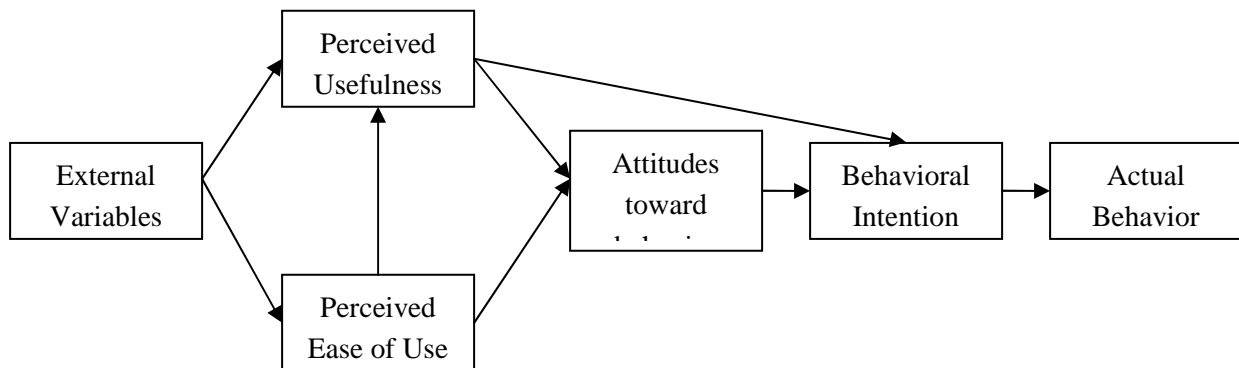 Perceived
Usefulness
External
Variables
Attitudes
toward
Behavioral
Intention
Actual
Behavior
Perceived
Ease of Use